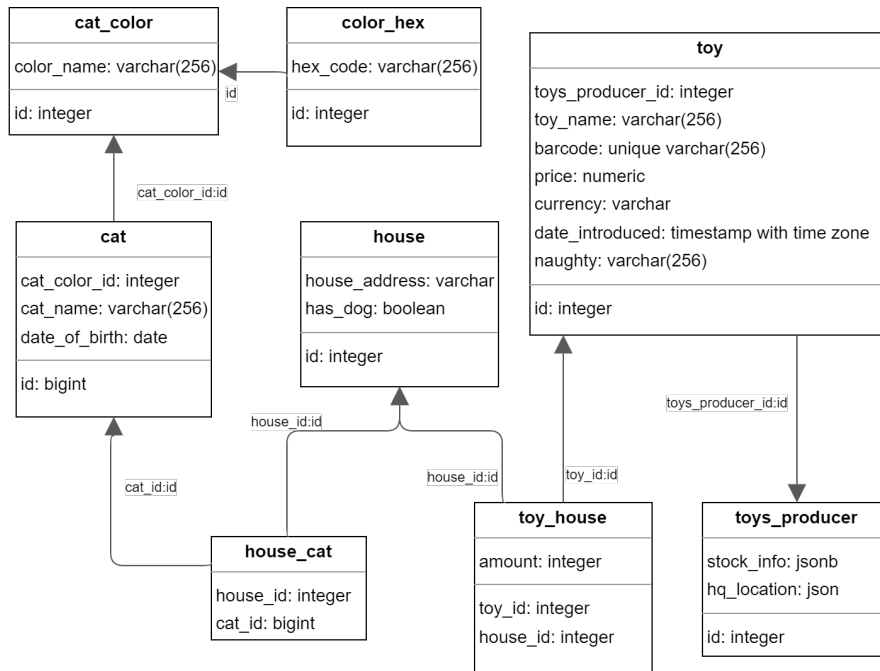 cat_color
color_name: varchar(256)
id: integer
color_hex
hex_code: varchar(256)
id: integer
id
toy
toys_producer_id: integer
toy_name: varchar(256)
barcode: unique varchar(256)
price: numeric
currency: varchar
date_introduced: timestamp with time zone
naughty: varchar(256)
id: integer
cat_color_id:id
cat
cat_color_id: integer
cat_name: varchar(256)
date_of_birth: date
id: bigint
house
house_address: varchar
has_dog: boolean
id: integer
toys_producer_id:id
house_id:id
house_id:id
toy_id:id
cat_id:id
house_cat
house_id: integer
cat_id: bigint
toy_house
amount: integer
toy_id: integer
house_id: integer
toys_producer
stock_info: jsonb
hq_location: json
id: integer